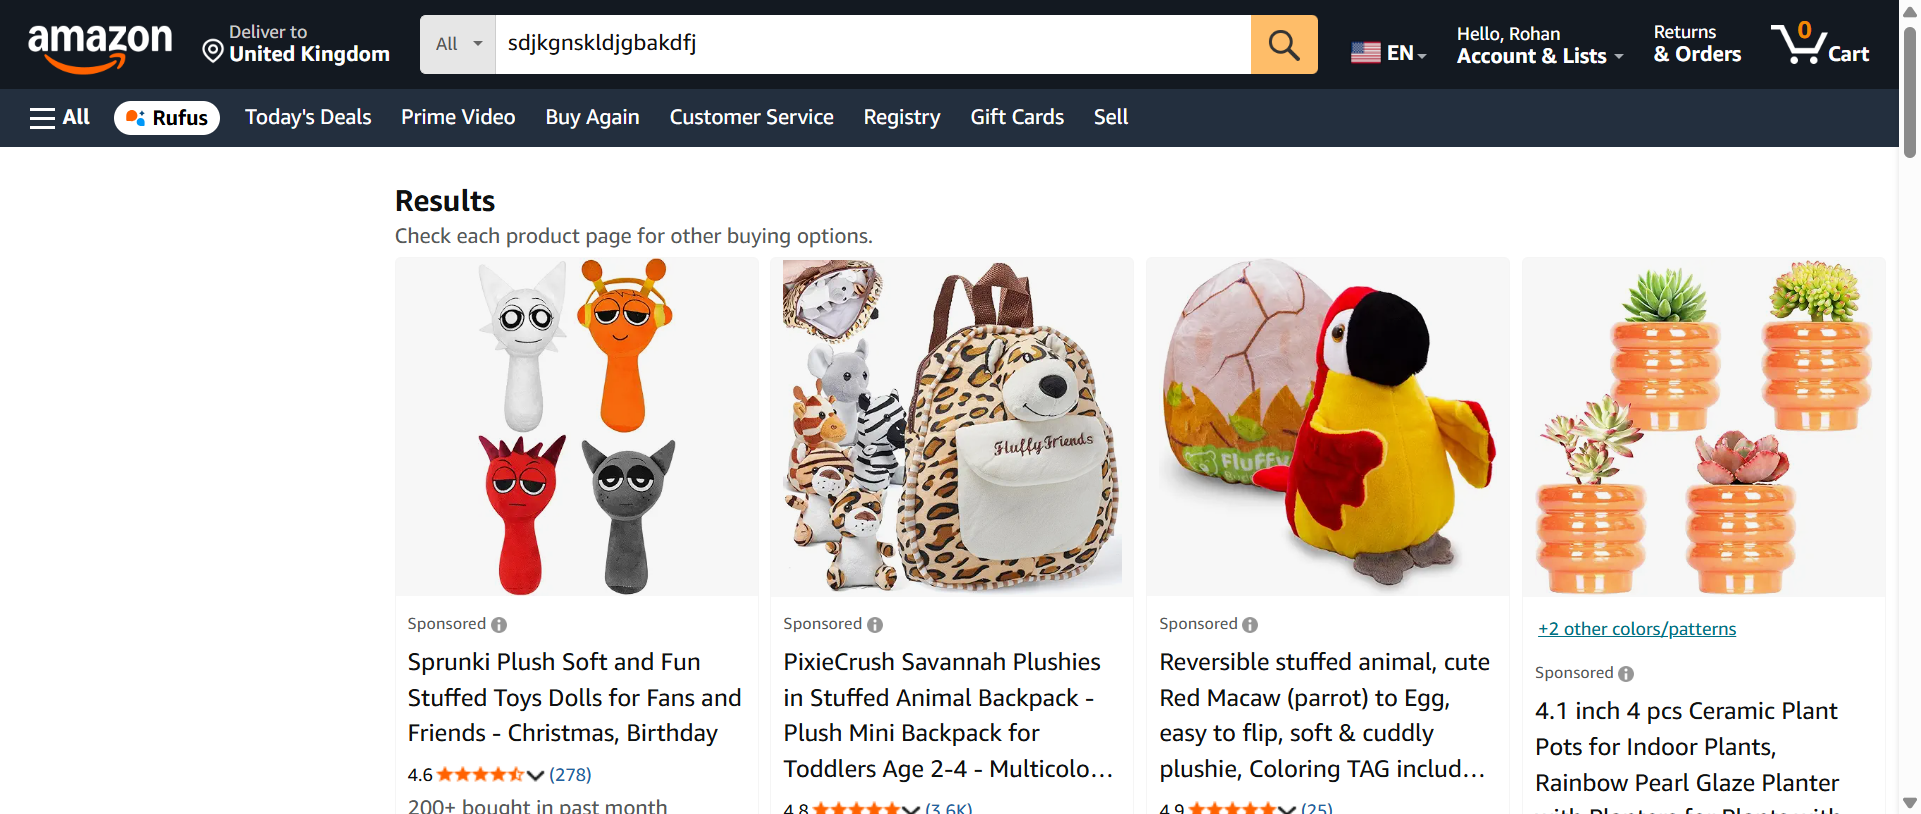 amazon
Deliver to
United Kingdom
All
sdjkgnskldjgbakdfj
EN
Hello, Rohan
Account & Lists
Returns
& Orders
0
Cart
All
Rufus
Today's Deals
Prime Video
Buy Again
Customer Service
Registry
Gift Cards
Sell
Results
Check each product page for other buying options.
FluffyFriends
Fluffy
Sponsored
Sprunki Plush Soft and Fun
Stuffed Toys Dolls for Fans and
Friends - Christmas, Birthday
4.6 (278)
200+ bought in past month
Sponsored
PixieCrush Savannah Plushies
in Stuffed Animal Backpack -
Plush Mini Backpack for
Toddlers Age 2-4 - Multicolo...
4.8 (3.6K)
Sponsored
Reversible stuffed animal, cute
Red Macaw (parrot) to Egg,
easy to flip, soft & cuddly
plushie, Coloring TAG includ...
4.9 (25)
+2 other colors/patterns
Sponsored
4.1 inch 4 pcs Ceramic Plant
Pots for Indoor Plants,
Rainbow Pearl Glaze Planter
with Planters for Plants with